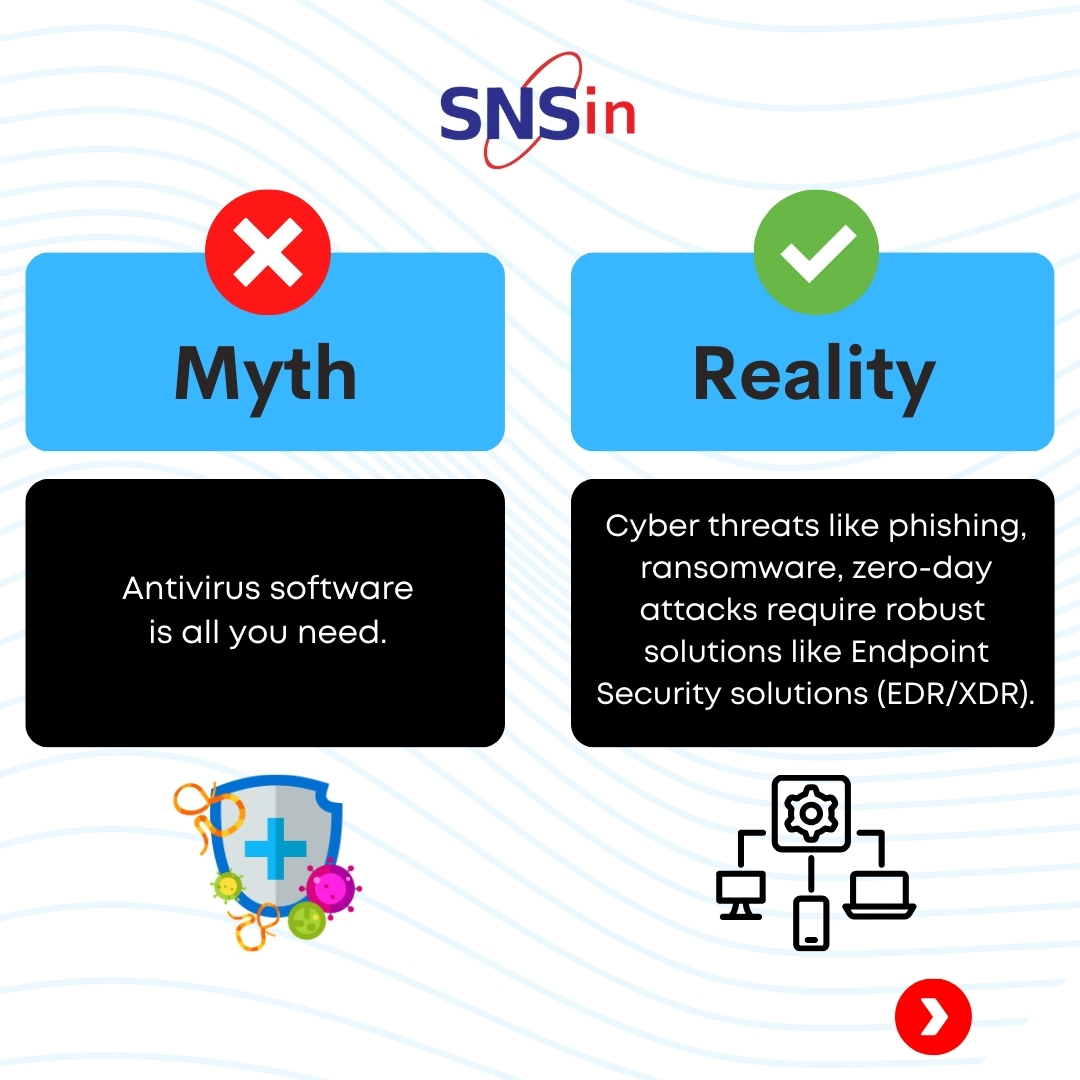 SNSin
Myth
Antivirus software
is all you need.
Reality
Cyber threats like phishing,
ransomware, zero-day
attacks require robust
solutions like Endpoint
Security solutions (EDR/XDR).